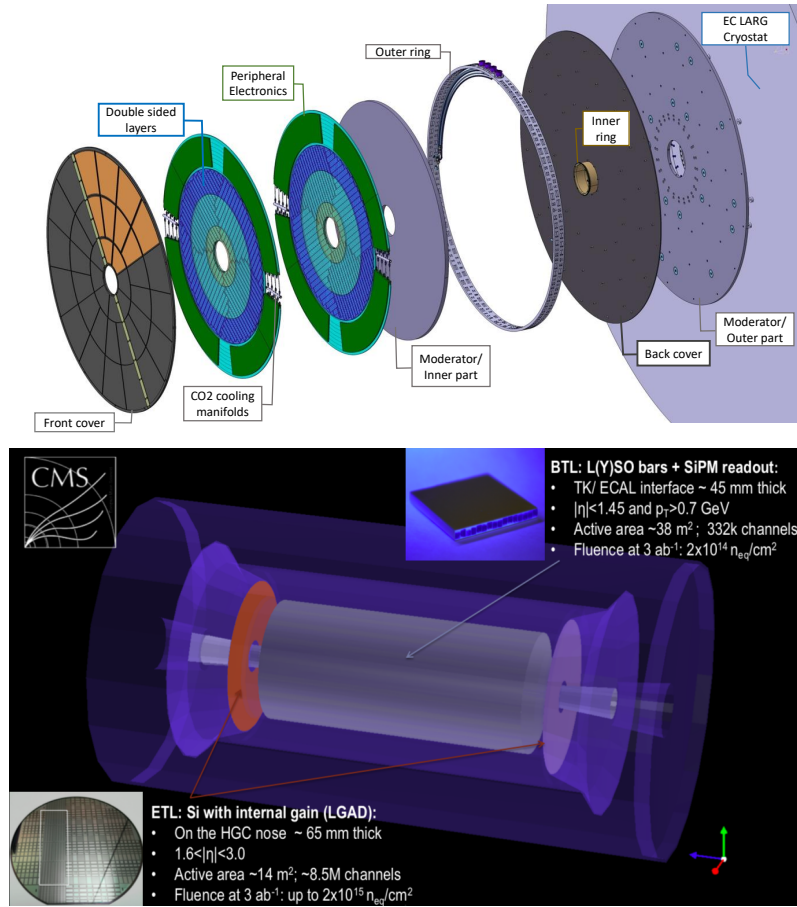 EC LARG
Cryostat
Outer ring
Peripheral
Electronics
Double sided
layers
Inner
ring
Moderator/
Outer part
Back cover
Moderator/
Inner part
CO2 cooling
manifolds
Front cover
CMS
BTL: L(Y)SO bars + SiPM readout:
• TK/ ECAL interface ~ 45 mm thick
• |η|<1.45 and pT>0.7 GeV
• Active area ~38 m² ; 332k channels
• Fluence at 3 ab⁻¹: 2x10¹⁴ neq/cm²
ETL: Si with internal gain (LGAD):
• On the HGC nose ~ 65 mm thick
• 1.6<|η|<3.0
• Active area ~14 m²; ~8.5M channels
• Fluence at 3 ab⁻¹: up to 2x10¹⁵ neq/cm²